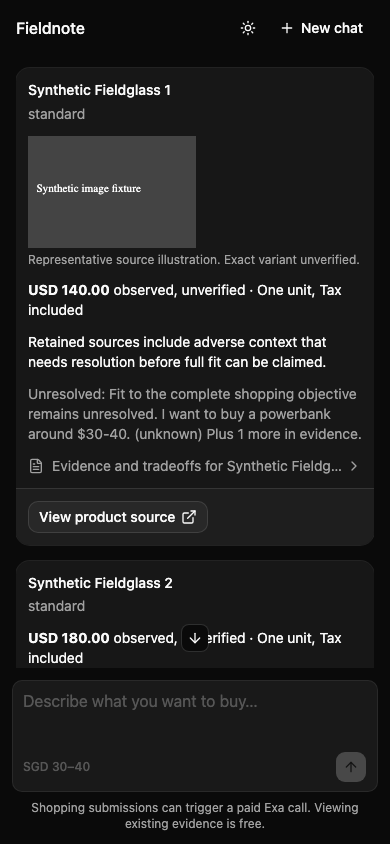 Fieldnote
New chat
Synthetic Fieldglass 1
standard
Synthetic image fixture
Representative source illustration. Exact variant unverified.
USD 140.00 observed, unverified · One unit, Tax
included
Retained sources include adverse context that
needs resolution before full fit can be claimed.
Unresolved: Fit to the complete shopping objective
remains unresolved. I want to buy a powerbank
around $30-40. (unknown) Plus 1 more in evidence.
Evidence and tradeoffs for Synthetic Fieldg...
View product source
Synthetic Fieldglass 2
standard
USD 180.00 observed, erified · One unit, Tax
included
Describe what you want to buy...
SGD 30–40
Shopping submissions can trigger a paid Exa call. Viewing
existing evidence is free.